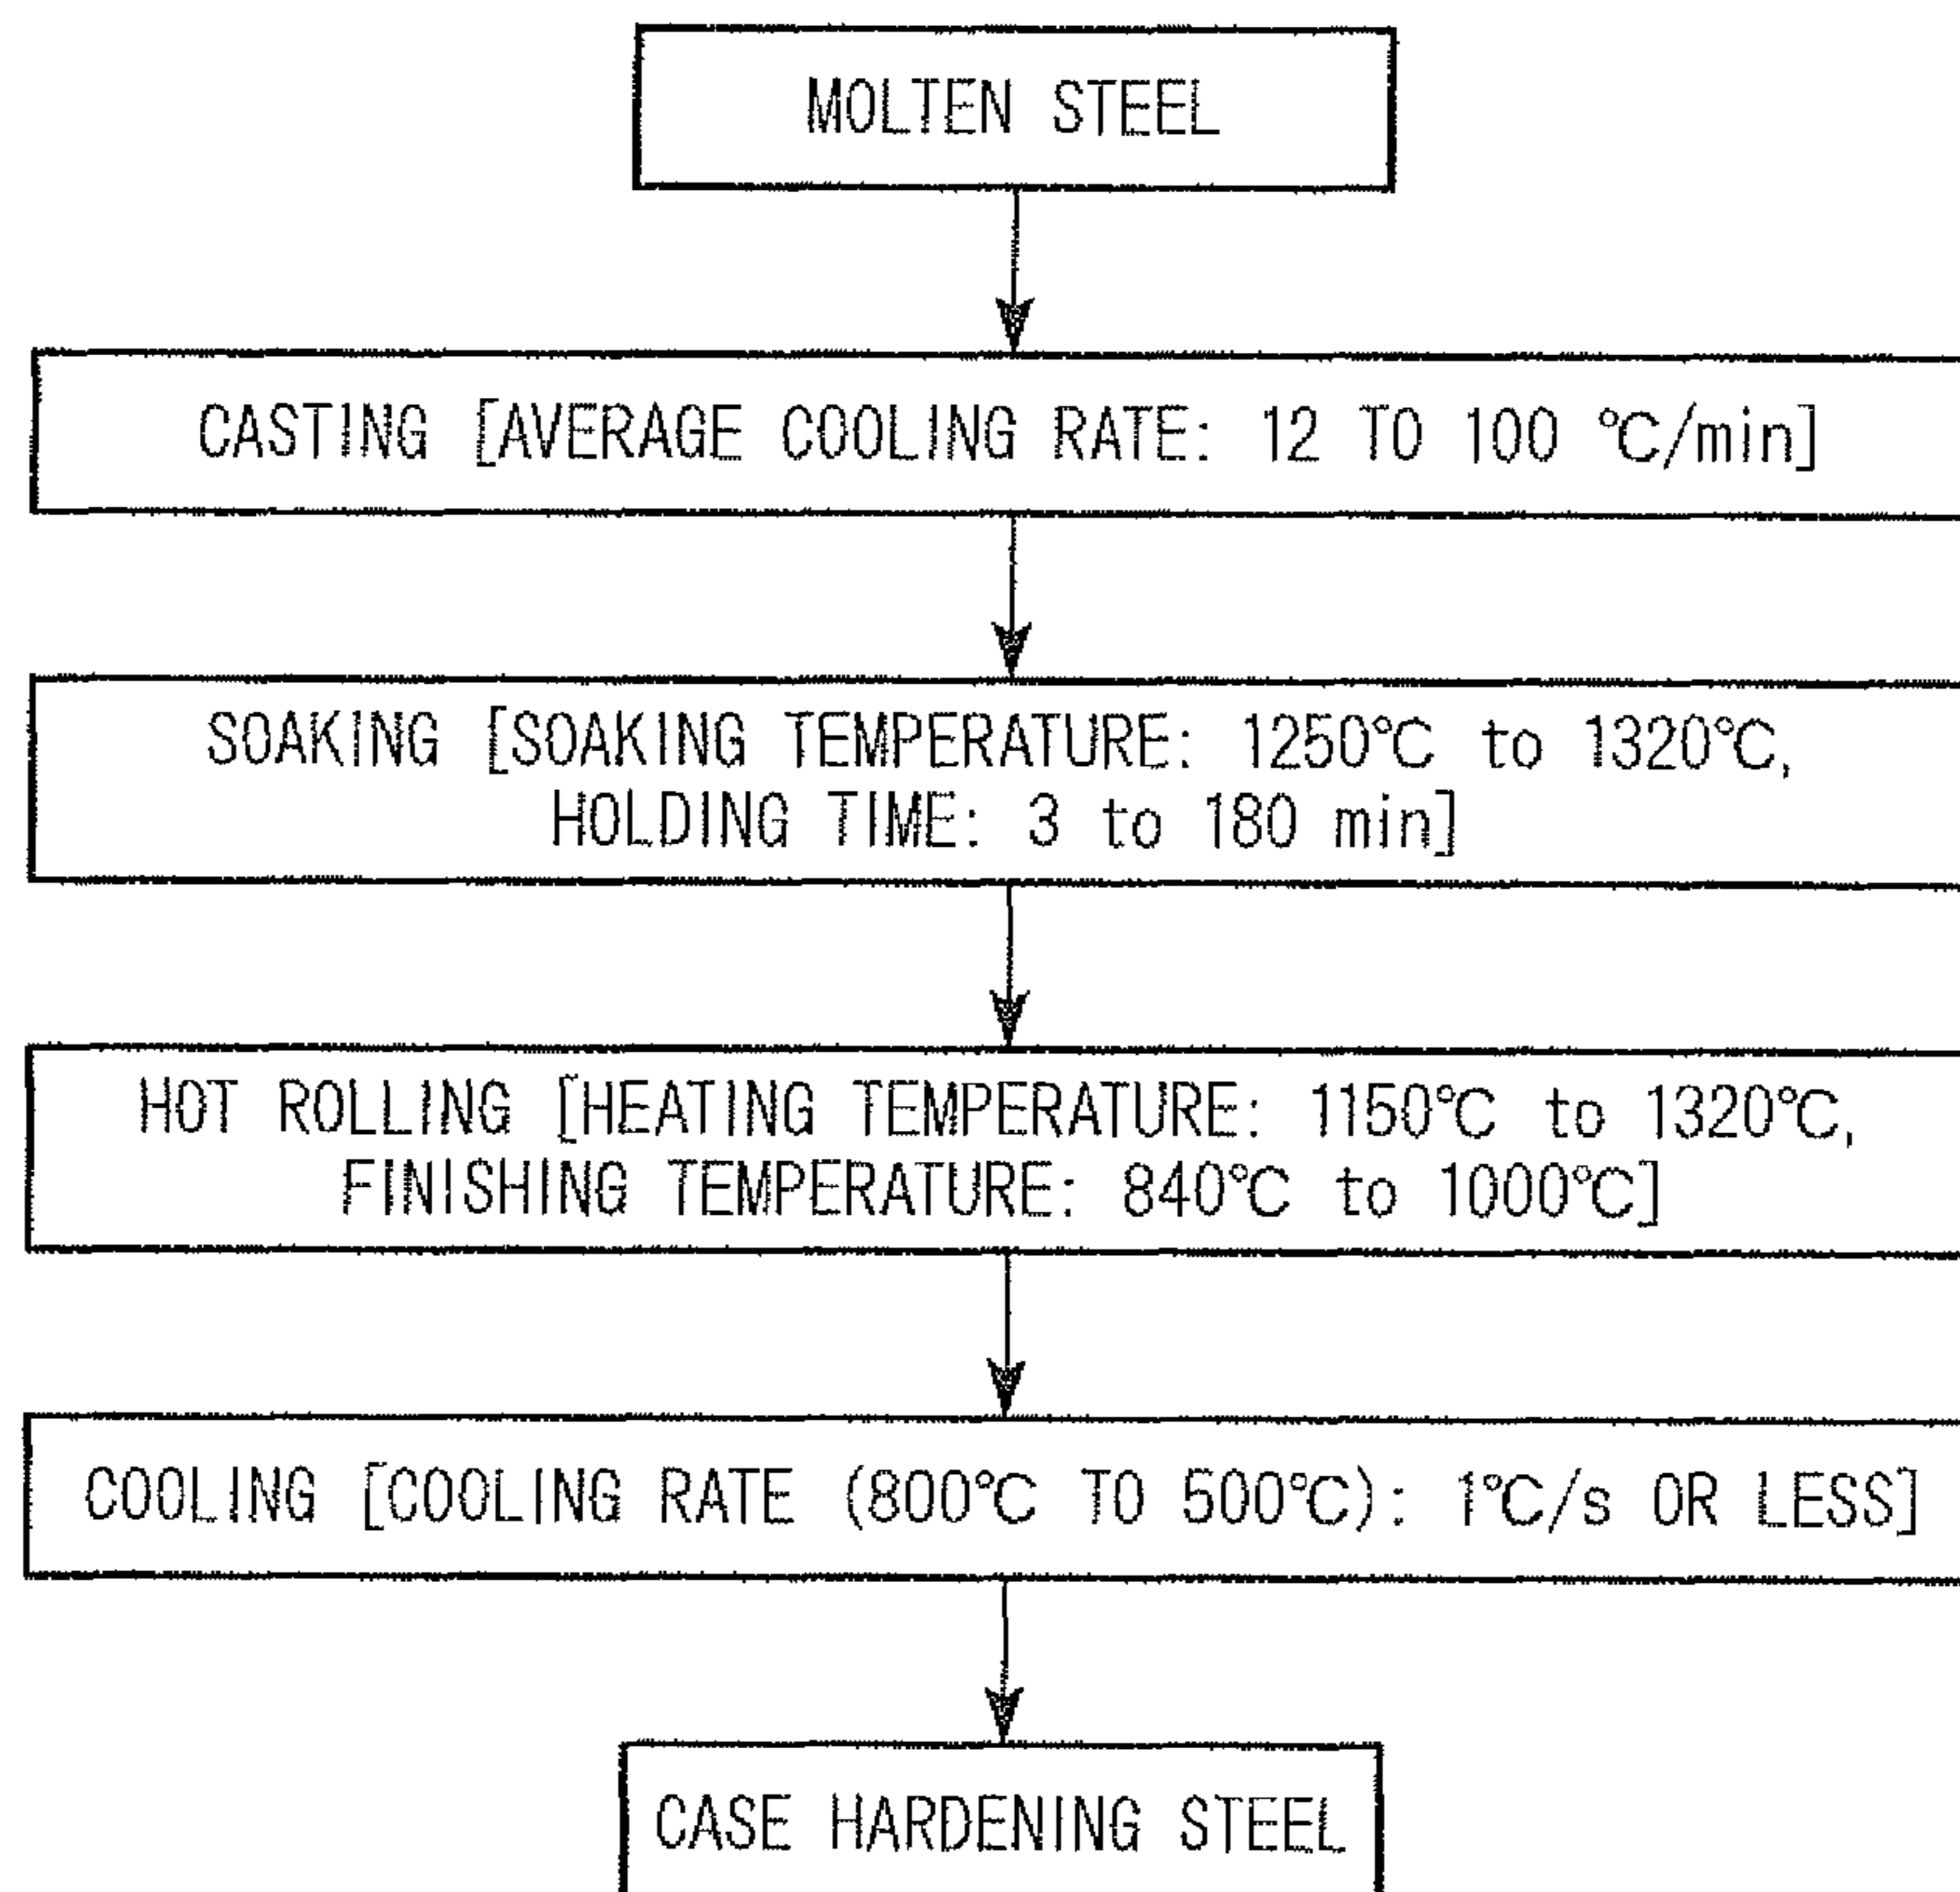 MOLTEN STEEL
CASTING [AVERAGE COOLING RATE: 12 TO 100 ℃/min]
SOAKING [SOAKING TEMPERATURE: 1250℃ to 1320℃,
HOLDING TIME: 3 to 180 min]
HOT ROLLING [HEATING TEMPERATURE: 1150℃ to 1320℃,
FINISHING TEMPERATURE: 840℃ to 1000℃]
COOLING [COOLING RATE (800℃ TO 500℃): 1℃/s OR LESS]
CASE HARDENING STEEL